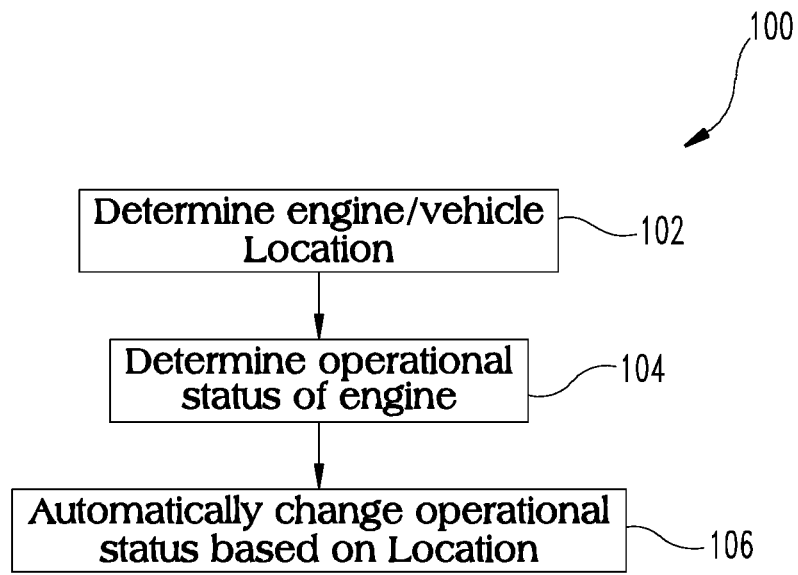 100
Determine engine/vehicle
Location
102
Determine operational
status of engine
104
Automatically change operational
status based on Location
106